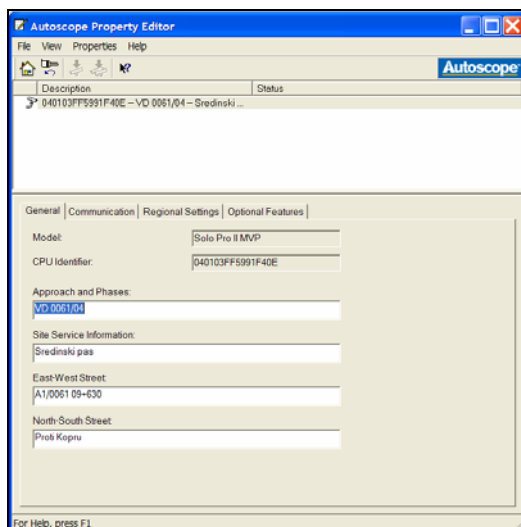 Autoscope Property Editor
File View Properties Help
Autoscope
Description Status
040103FF5991F40E – VD 0061/04 – Sredinski ...
General Communication Regional Settings Optional Features
Model: Solo Pro II MVP
CPU Identifier: 040103FF5991F40E
Approach and Phases:
VD 0061/04
Site Service Information:
Sredinski pas
East-West Street:
A1/0061 09+630
North-South Street:
Proti Kopru
For Help, press F1